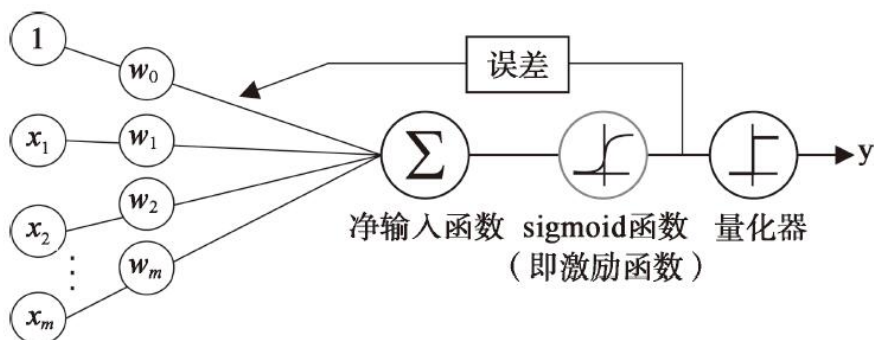 1
w₀
误差
x₁
w₁
Σ
y
x₂
w₂
净输入函数
sigmoid函数
(即激励函数)
量化器
⋮
wₘ
xₘ